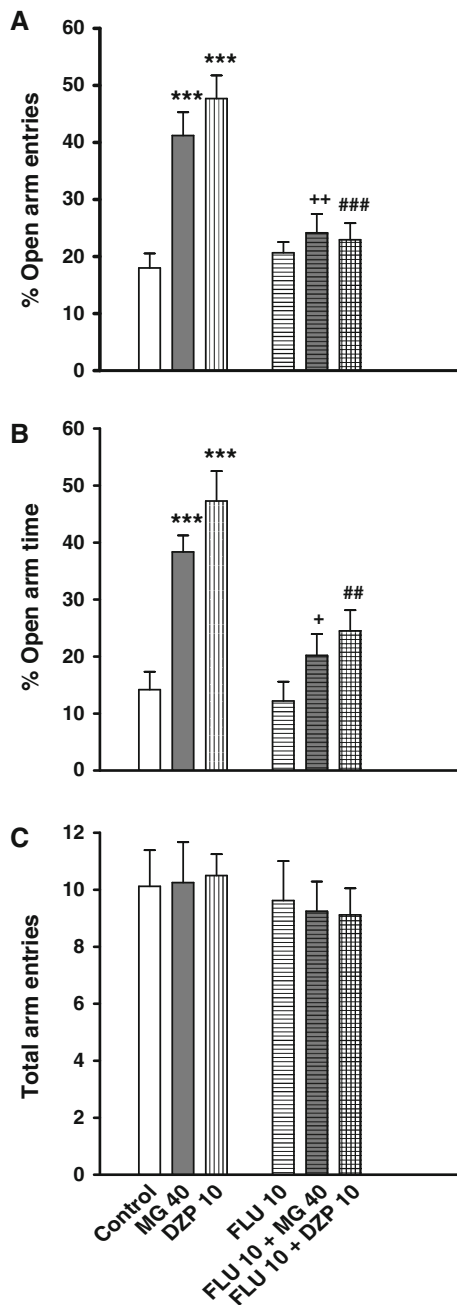 A
% Open arm entries
60
50
40
30
20
10
0
***
***
++
###
B
% Open arm time
60
50
40
30
20
10
0
***
***
+
##
C
Total arm entries
12
10
8
6
4
2
0
Control
MG 40
DZP 10
FLU 10
FLU 10 + MG 40
FLU 10 + DZP 10